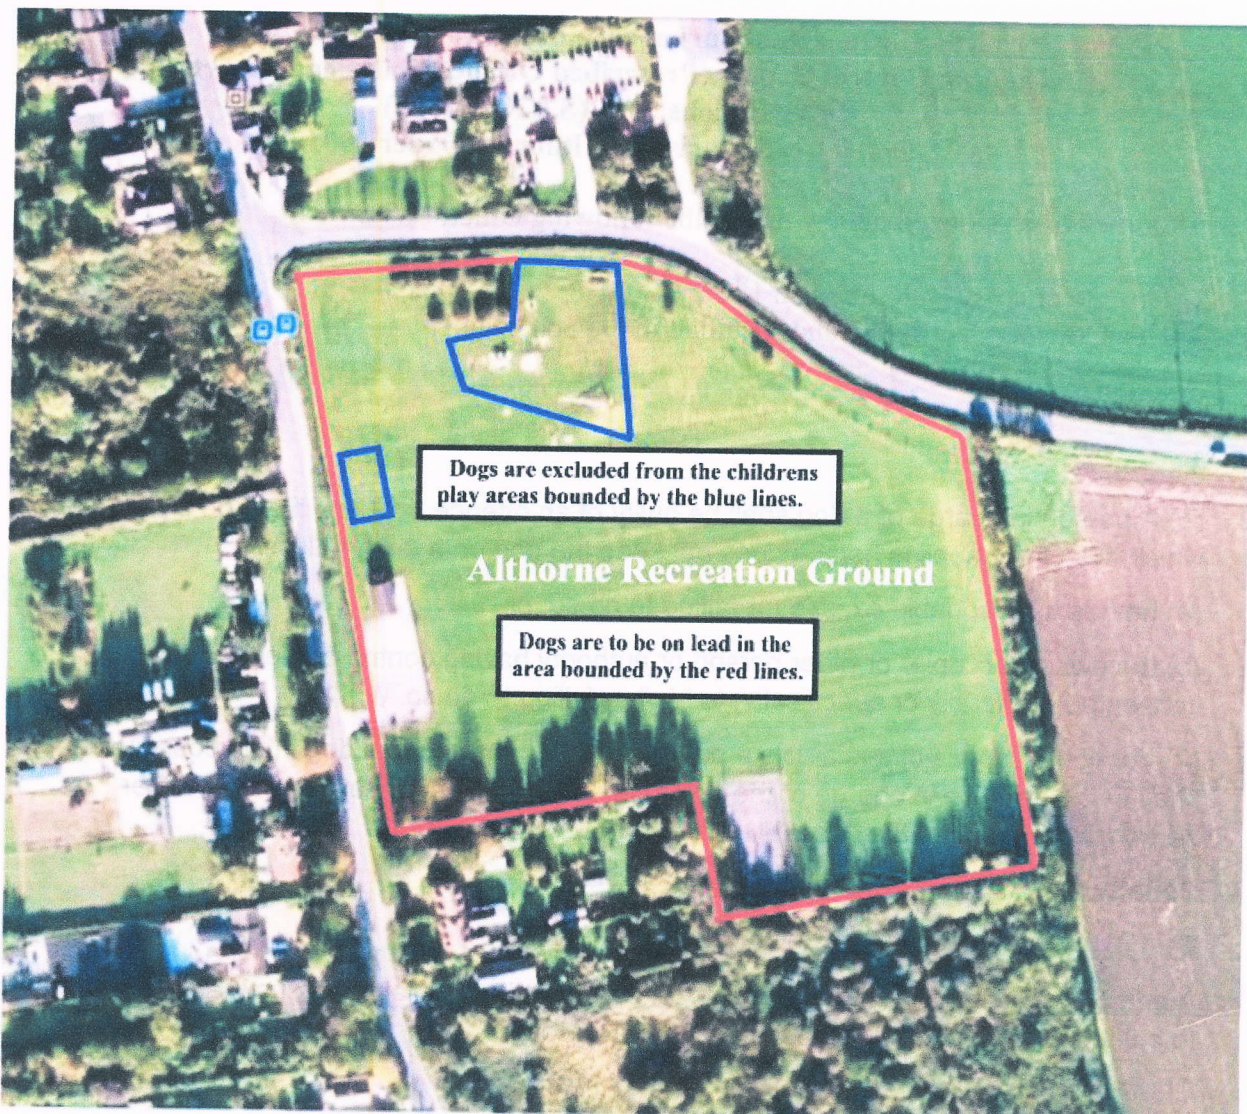 Dogs are excluded from the childrens
play areas bounded by the blue lines.
Althorne Recreation Ground
Dogs are to be on lead in the
area bounded by the red lines.